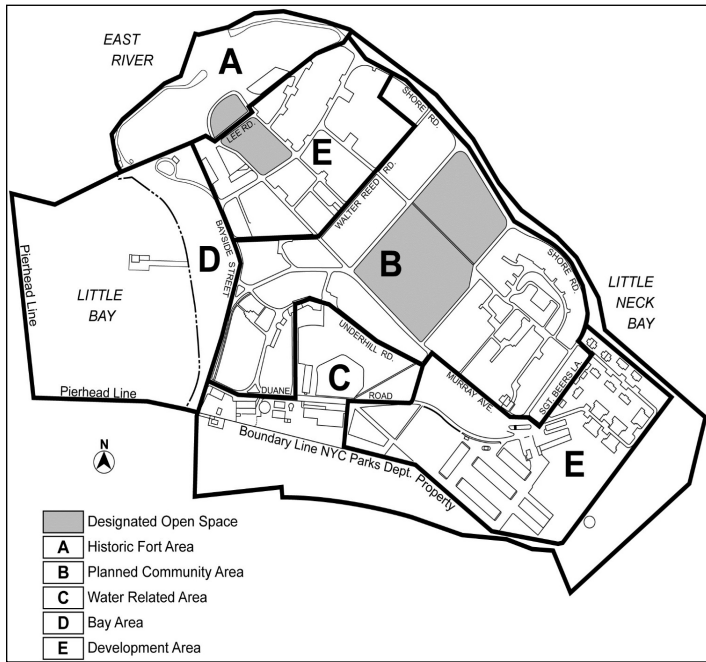 EAST
RIVER
A
LEE RD.
E
SHORE RD.
WALTER REED RD.
B
BAYSIDE STREET
D
SHORE RD
LITTLE
NECK
BAY
Pierhead Line
LITTLE
BAY
UNDERHILL RD.
C
MURRAY AVE
SGT. BEERS LA
DUANE
ROAD
Pierhead Line
E
Boundary Line NYC Parks Dept. Property
N
Designated Open Space
A Historic Fort Area
B Planned Community Area
C Water Related Area
D Bay Area
E Development Area